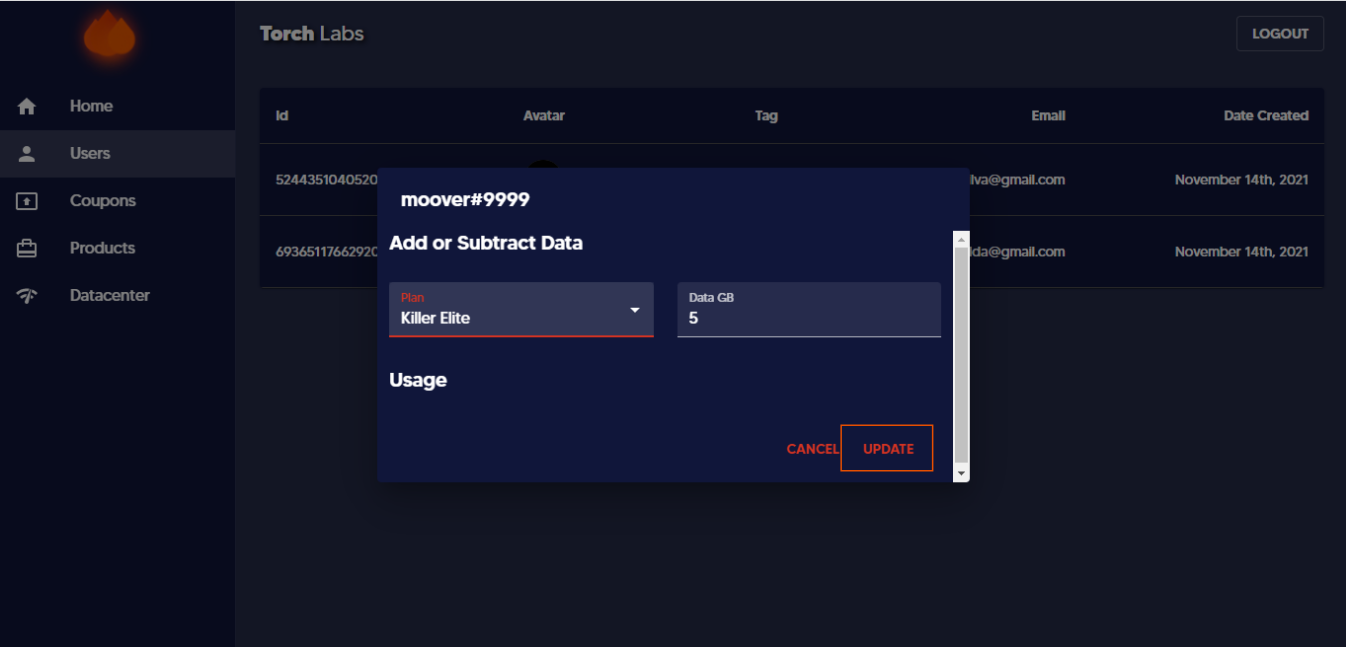 Torch Labs
LOGOUT
Home
Users
Coupons
Products
Datacenter
Id Avatar Tag Email Date Created
5244351040520 lva@gmail.com November 14th, 2021
6936511766292 lda@gmail.com November 14th, 2021
moover#9999
Add or Subtract Data
Plan Data GB
Killer Elite 5
Usage
CANCEL UPDATE